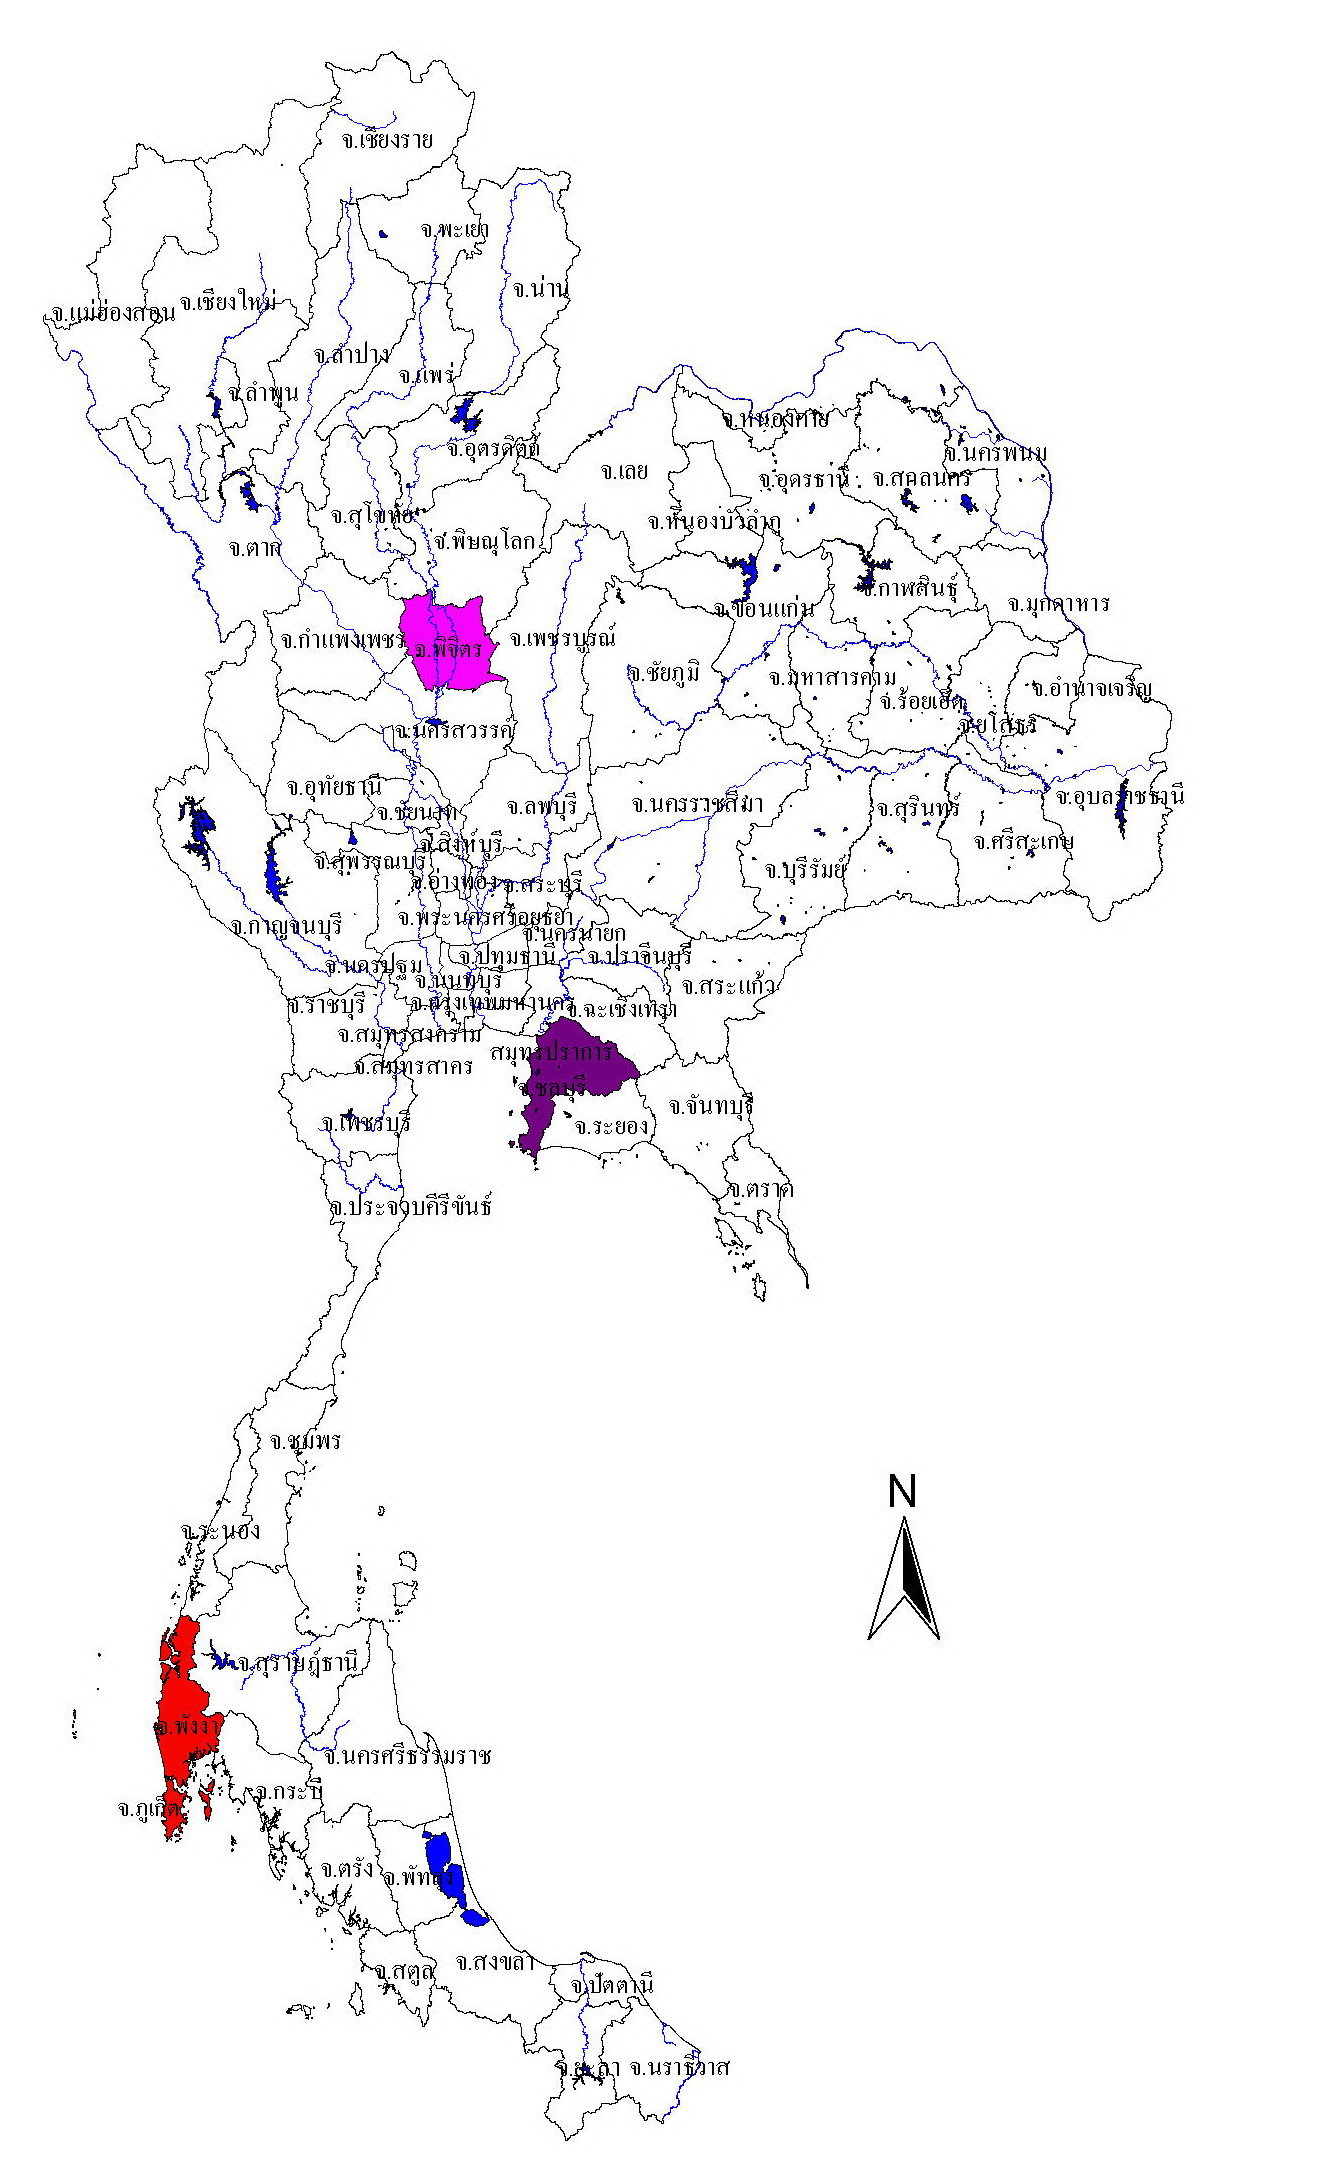 จ.เชียงราย
จ.พะเยา
จ.น่าน
จ.เชียงใหม่
จ.แม่ฮ่องสอน
จ.ลำปาง
จ.แพร่
จ.ลำพูน
จ.หนองคาย
จ.อุตรดิตถ์
จ.นครพนม
จ.เลย
จ.อุดรธานี
จ.สกลนคร
จ.สุโขทัย
จ.หนองบัวลำภู
จ.ตาก
จ.พิษณุโลก
จ.กาฬสินธุ์
จ.มุกดาหาร
จ.ขอนแก่น
จ.กำแพงเพชร
จ.พิจิตร
จ.เพชรบูรณ์
จ.ชัยภูมิ
จ.มหาสารคาม
จ.อำนาจเจริญ
จ.ร้อยเอ็ด
จ.ยโสธร
จ.นครสวรรค์
จ.อุทัยธานี
จ.อุบลราชธานี
จ.ชัยนาท
จ.ลพบุรี
จ.นครราชสีมา
จ.สุรินทร์
จ.สิงห์บุรี
จ.ศรีสะเกษ
จ.สุพรรณบุรี
จ.บุรีรัมย์
จ.อ่างทอง
จ.สระบุรี
จ.พระนครศรีอยุธยา
จ.กาญจนบุรี
จ.นครนายก
จ.ปทุมธานี
จ.ปราจีนบุรี
จ.นครปฐม
จ.นนทบุรี
จ.สระแก้ว
จ.ราชบุรี
จ.กรุงเทพมหานคร
จ.ฉะเชิงเทรา
จ.สมุทรสงคราม
สมุทรปราการ
จ.สมุทรสาคร
จ.ชลบุรี
จ.จันทบุรี
จ.เพชรบุรี
จ.ระยอง
จ.ตราด
จ.ประจวบคีรีขันธ์
จ.ชุมพร
N
จ.ระนอง
จ.สุราษฎ์ธานี
จ.พังงา
จ.นครศรีธรรมราช
จ.กระบี่
จ.ภูเก็ต
จ.ตรัง
จ.พัทลุง
จ.สงขลา
จ.สตูล
จ.ปัตตานี
จ.ยะลา
จ.นราธิวาส